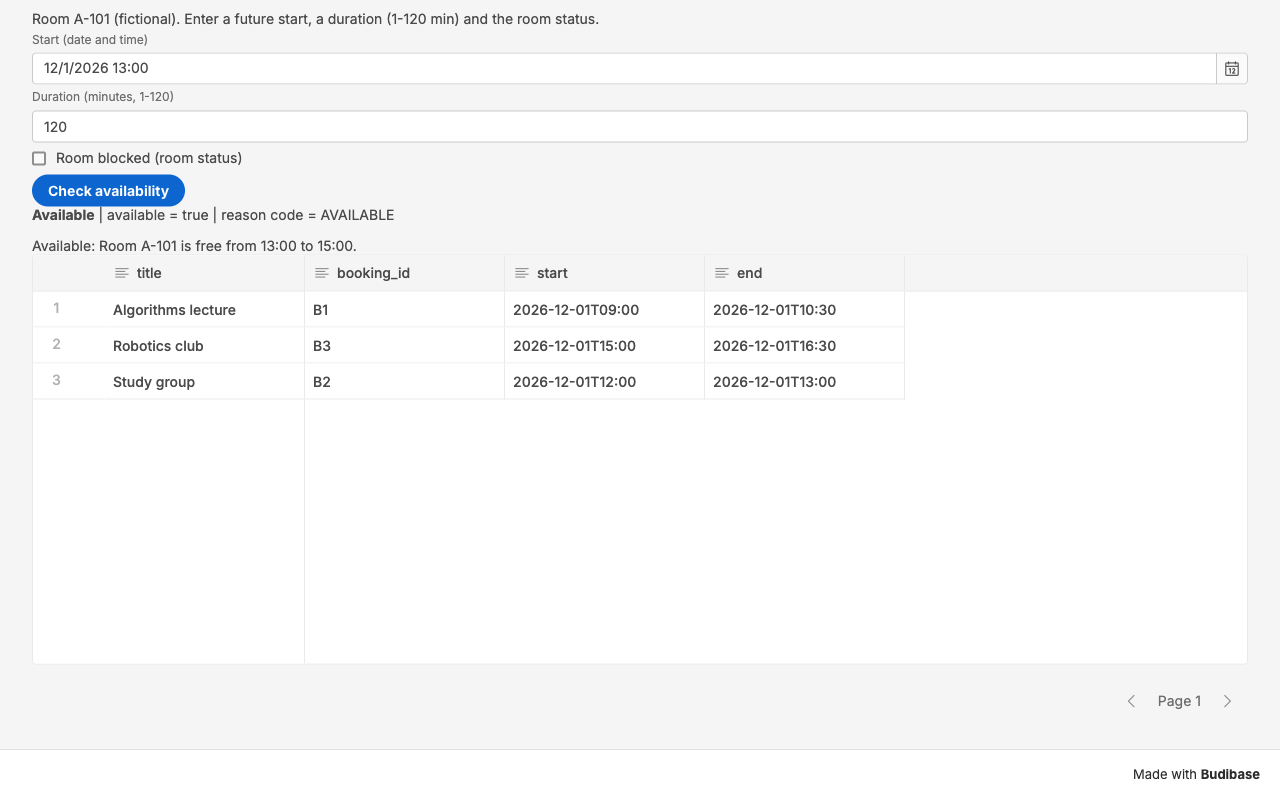 Room A-101 (fictional). Enter a future start, a duration (1-120 min) and the room status.
Start (date and time)
12/1/2026 13:00
12
Duration (minutes, 1-120)
120
Room blocked (room status)
Check availability
Available | available = true | reason code = AVAILABLE
Available: Room A-101 is free from 13:00 to 15:00.
title booking_id start end
1 Algorithms lecture B1 2026-12-01T09:00 2026-12-01T10:30
2 Robotics club B3 2026-12-01T15:00 2026-12-01T16:30
3 Study group B2 2026-12-01T12:00 2026-12-01T13:00
Page 1
Made with Budibase